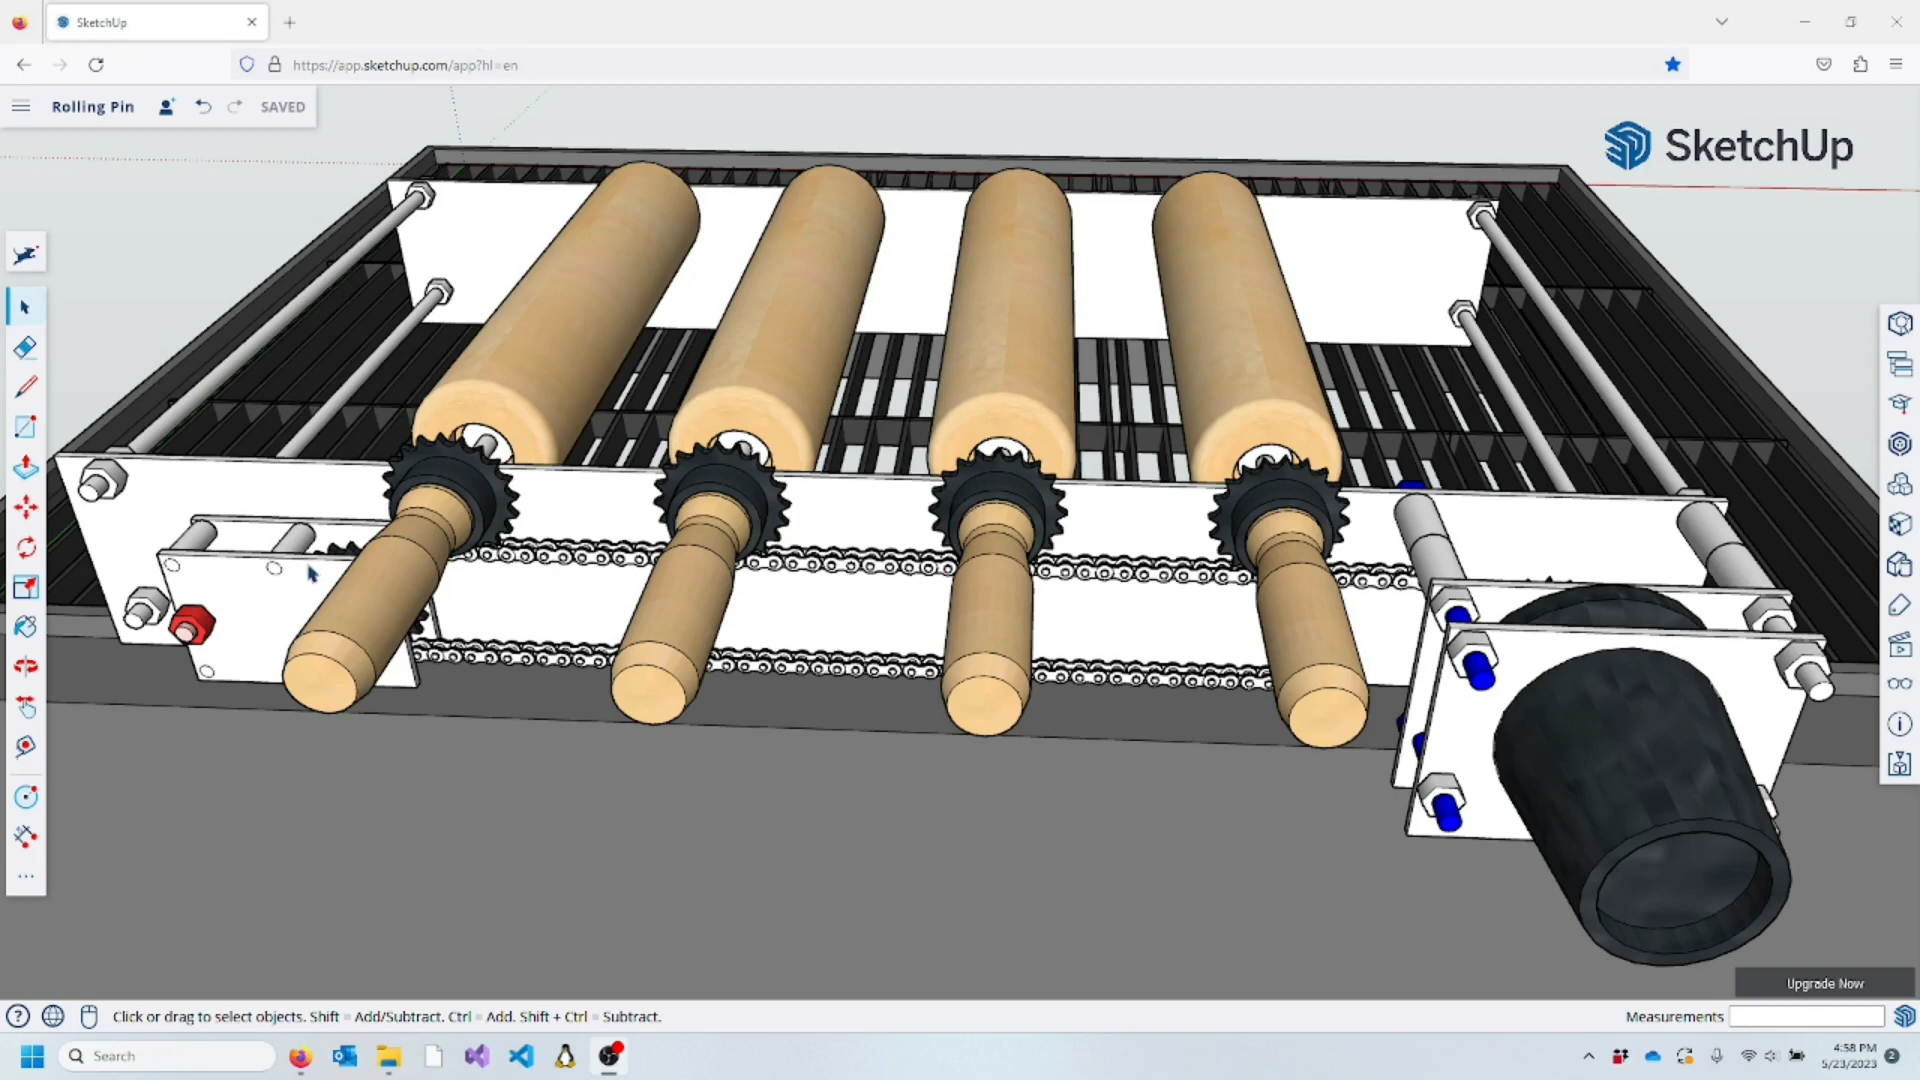 SketchUp
https://app.sketchup.com/app?hl=en
Rolling Pin
SAVED
SketchUp
Upgrade Now
Click or drag to select objects. Shift = Add/Subtract. Ctrl = Add. Shift + Ctrl = Subtract.
Measurements
Search
4:58 PM
5/23/2023
2